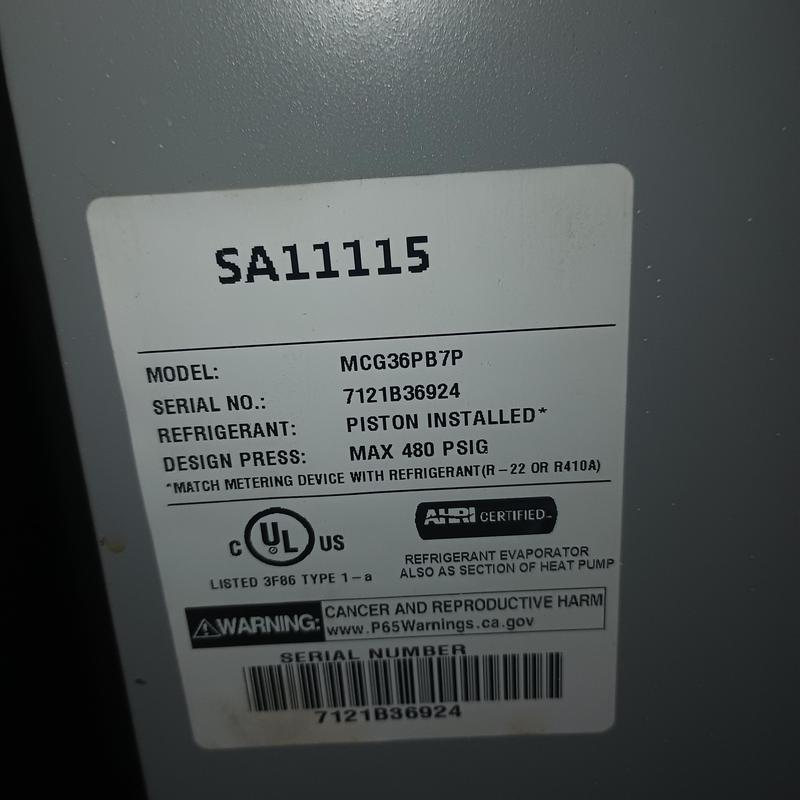 SA11115
MODEL: MCG36PB7P
SERIAL NO.: 7121B36924
REFRIGERANT: PISTON INSTALLED*
DESIGN PRESS: MAX 480 PSIG
*MATCH METERING DEVICE WITH REFRIGERANT(R-22 OR R410A)
C UL US
LISTED 3F86 TYPE 1-a
AHRI CERTIFIED™
REFRIGERANT EVAPORATOR
ALSO AS SECTION OF HEAT PUMP
WARNING: CANCER AND REPRODUCTIVE HARM
www.P65Warnings.ca.gov
SERIAL NUMBER
7121B36924